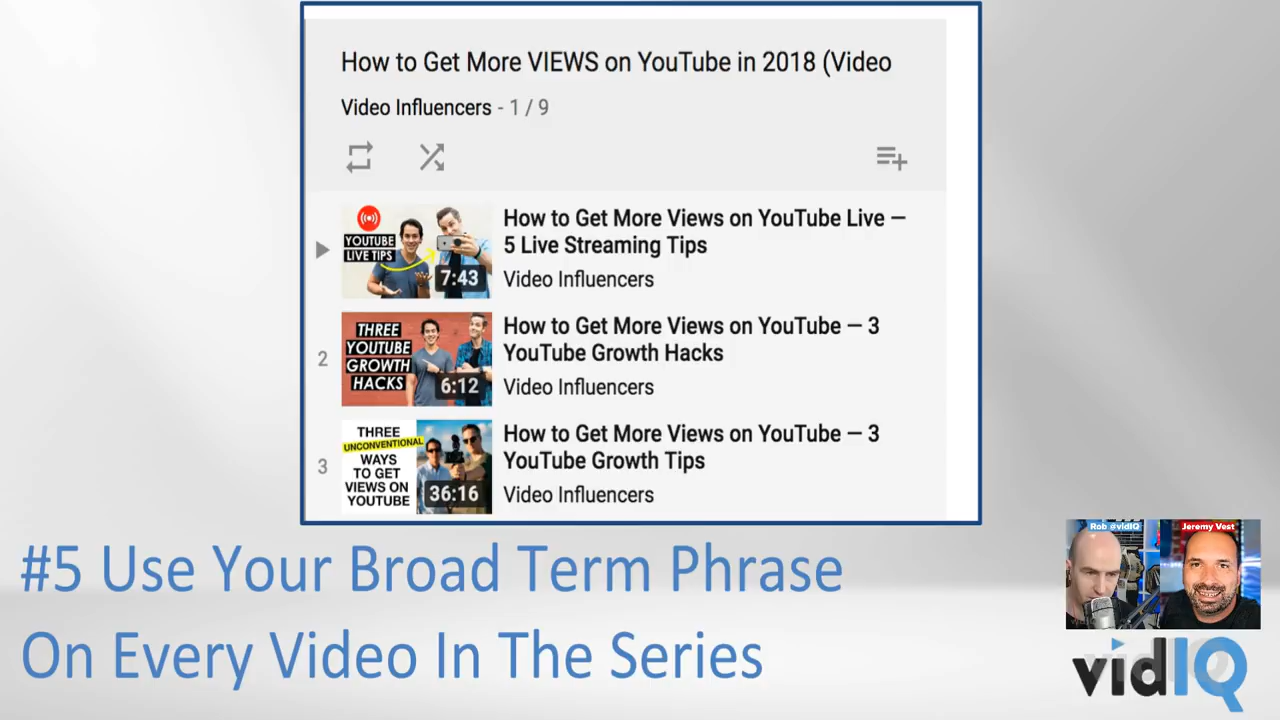 How to Get More VIEWS on YouTube in 2018 (Video
Video Influencers - 1 / 9
YOUTUBE
LIVE TIPS
7:43
How to Get More Views on YouTube Live —
5 Live Streaming Tips
Video Influencers
2
THREE
YOUTUBE
GROWTH
HACKS
6:12
How to Get More Views on YouTube — 3
YouTube Growth Hacks
Video Influencers
3
THREE
UNCONVENTIONAL
WAYS
TO GET
VIEWS ON
YOUTUBE
36:16
How to Get More Views on YouTube — 3
YouTube Growth Tips
Video Influencers
#5 Use Your Broad Term Phrase
On Every Video In The Series
Rob @vidIQ
Jeremy Vest
vidIQ